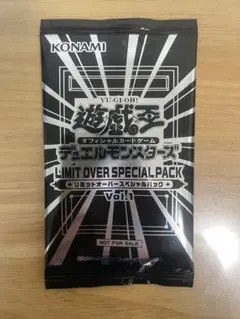 KONAMI
YU-GI-OH!
遊戯王
オフィシャルカードゲーム
デュエルモンスターズ
LIMIT OVER SPECIAL PACK
リミットオーバースペシャルパック
Vol.1
NOT FOR SALE